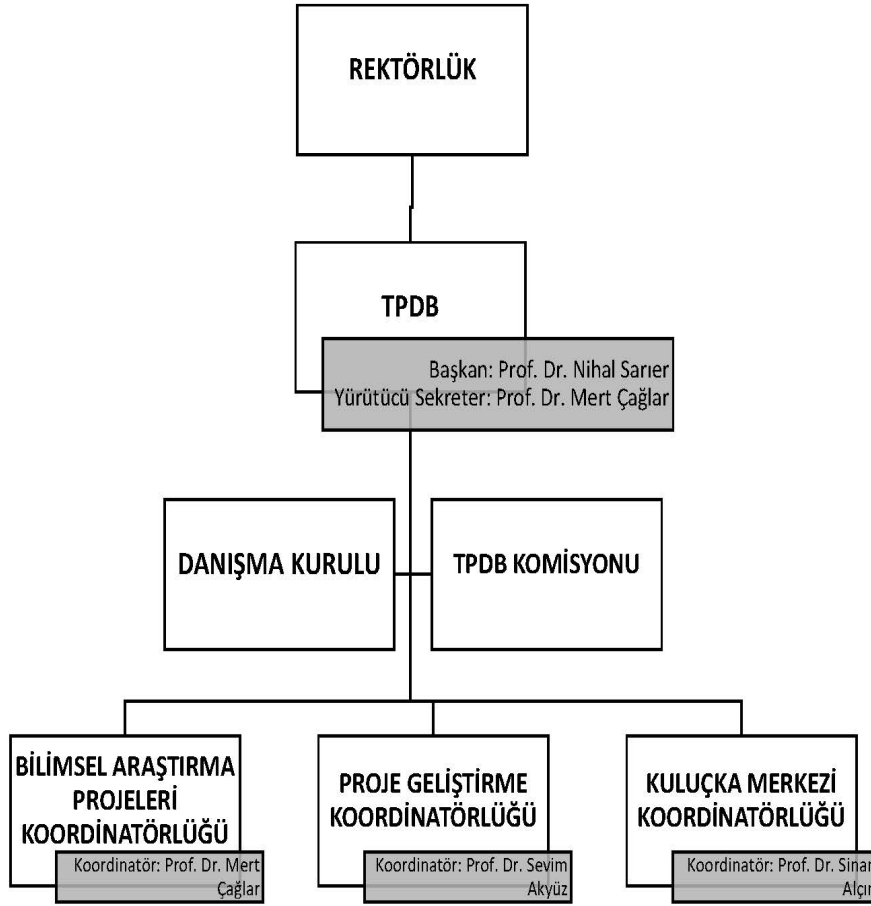 REKTÖRLÜK
TPDB
Başkan: Prof. Dr. Nihal Sarıer
Yürütücü Sekreter: Prof. Dr. Mert Çağlar
DANIŞMA KURULU
TPDB KOMİSYONU
BİLİMSEL ARAŞTIRMA
PROJELERİ
KOORDİNATÖRLÜĞÜ
Koordinatör: Prof. Dr. Mert
Çağlar
PROJE GELİŞTİRME
KOORDİNATÖRLÜĞÜ
Koordinatör: Prof. Dr. Sevim
Akyüz
KULUÇKA MERKEZİ
KOORDİNATÖRLÜĞÜ
Koordinatör: Prof. Dr. Sinan
Alçın